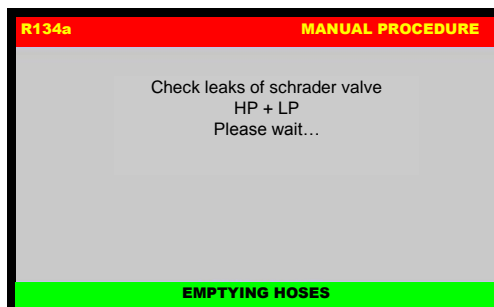 R134a MANUAL PROCEDURE
Check leaks of schrader valve
HP + LP
Please wait…
EMPTYING HOSES